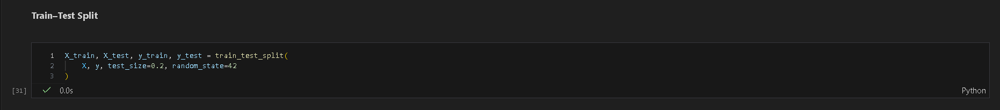 Train–Test Split
1 X_train, X_test, y_train, y_test = train_test_split(
2     X, y, test_size=0.2, random_state=42
3 )
[31] ✓ 0.0s Python